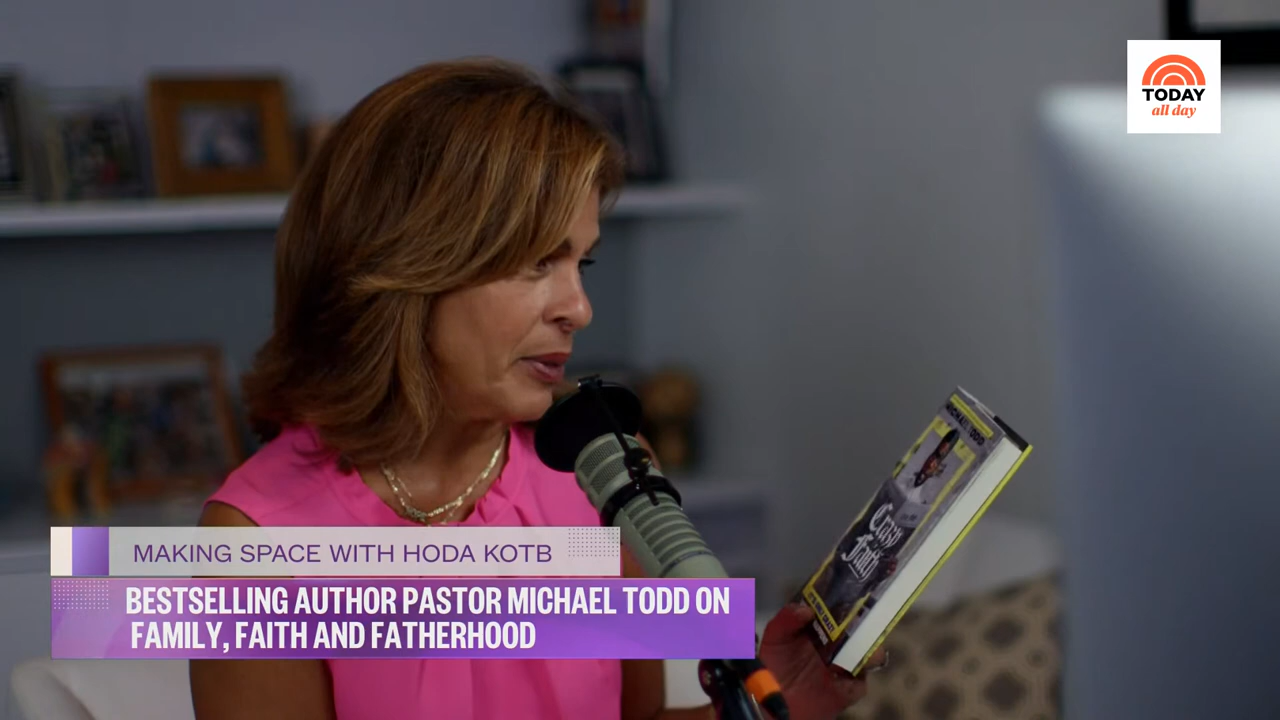 TODAY
all day
MICHAEL TODD
Crazy
Faith
MAKING SPACE WITH HODA KOTB
BESTSELLING AUTHOR PASTOR MICHAEL TODD ON
FAMILY, FAITH AND FATHERHOOD